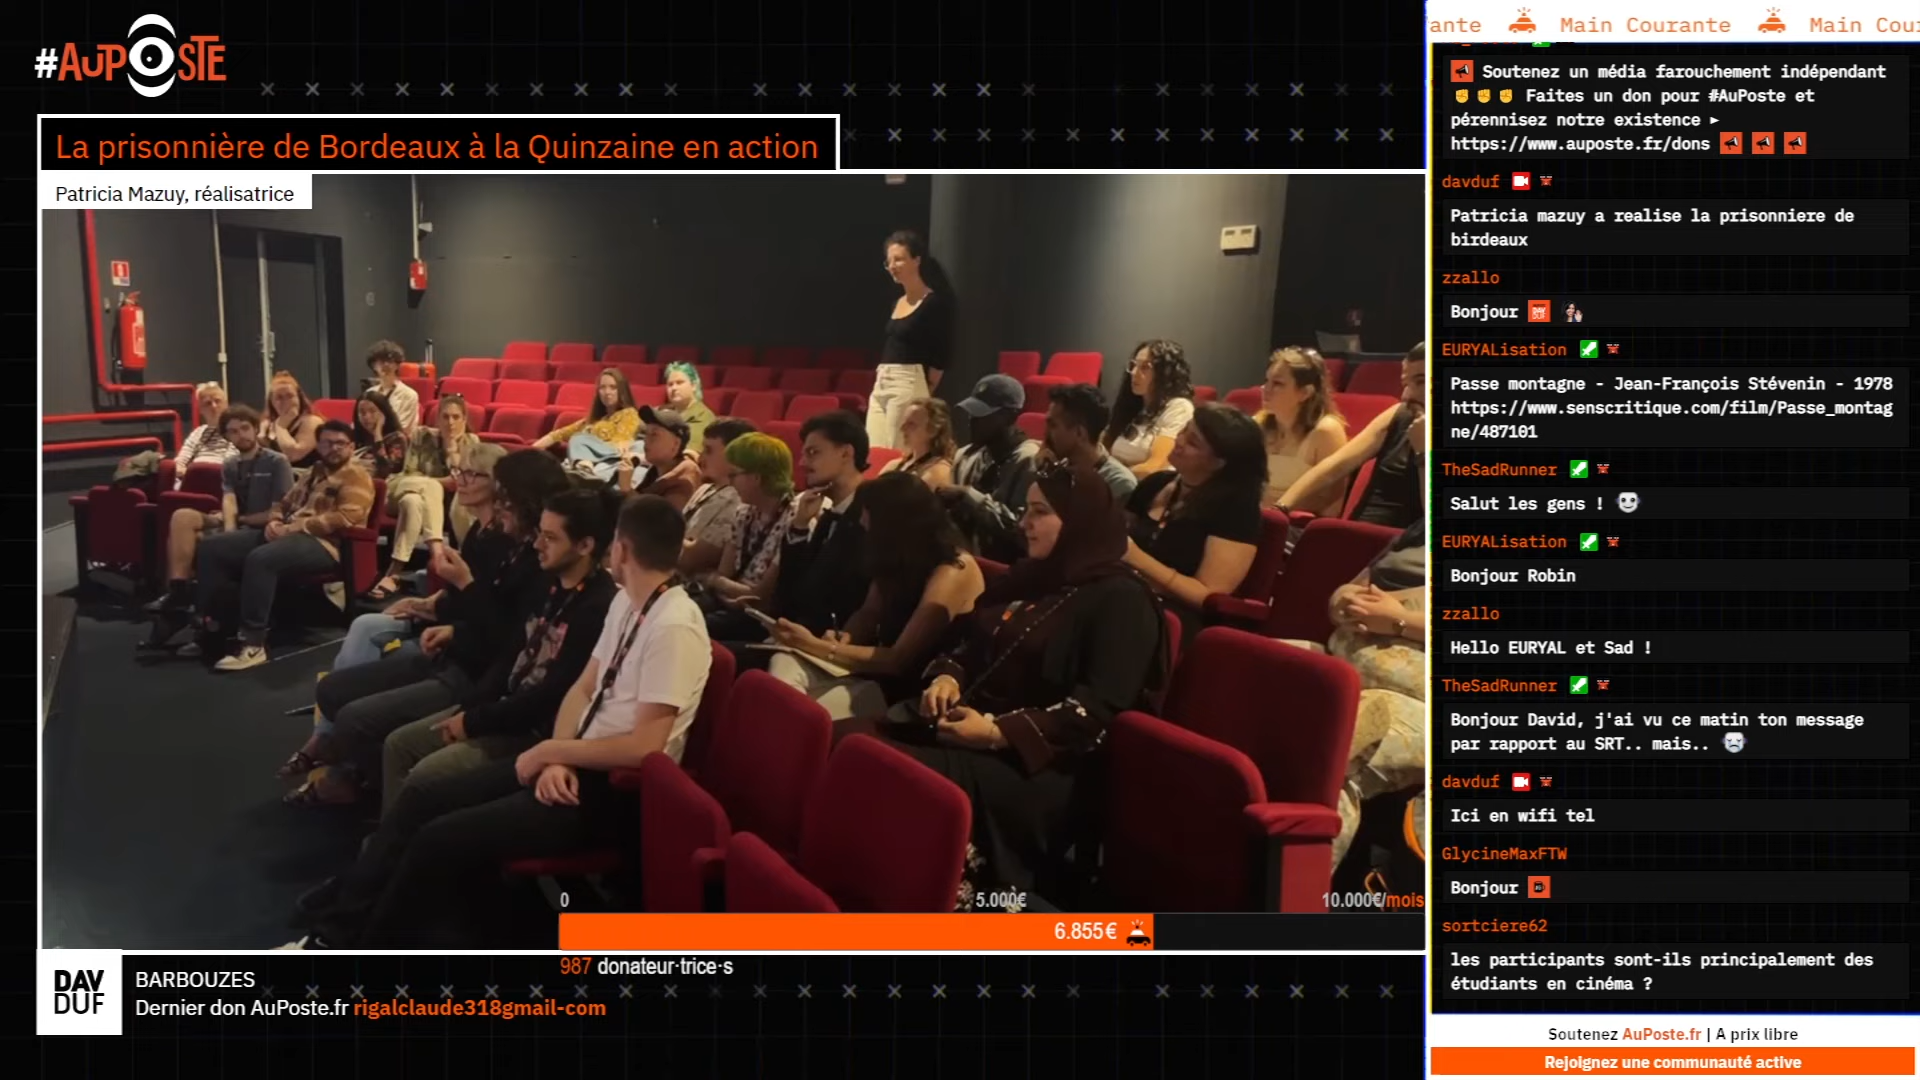 #AuPOSTE
La prisonnière de Bordeaux à la Quinzaine en action
Patricia Mazuy, réalisatrice
0
5.000€
10.000€/mois
6.855€
987 donateur·trice·s
DAV
DUF
BARBOUZES
Dernier don AuPoste.fr rigalclaude318gmail-com
ante Main Courante Main Cour
Soutenez un média farouchement indépendant
Faites un don pour #AuPoste et
pérennisez notre existence ►
https://www.auposte.fr/dons
davduf
Patricia mazuy a realise la prisonniere de
birdeaux
zzallo
Bonjour
EURYALisation
Passe montagne - Jean-François Stévenin - 1978
https://www.senscritique.com/film/Passe_montag
ne/487101
TheSadRunner
Salut les gens !
EURYALisation
Bonjour Robin
zzallo
Hello EURYAL et Sad !
TheSadRunner
Bonjour David, j'ai vu ce matin ton message
par rapport au SRT.. mais..
davduf
Ici en wifi tel
GlycineMaxFTW
Bonjour
sortciere62
les participants sont-ils principalement des
étudiants en cinéma ?
Soutenez AuPoste.fr | A prix libre
Rejoignez une communauté active